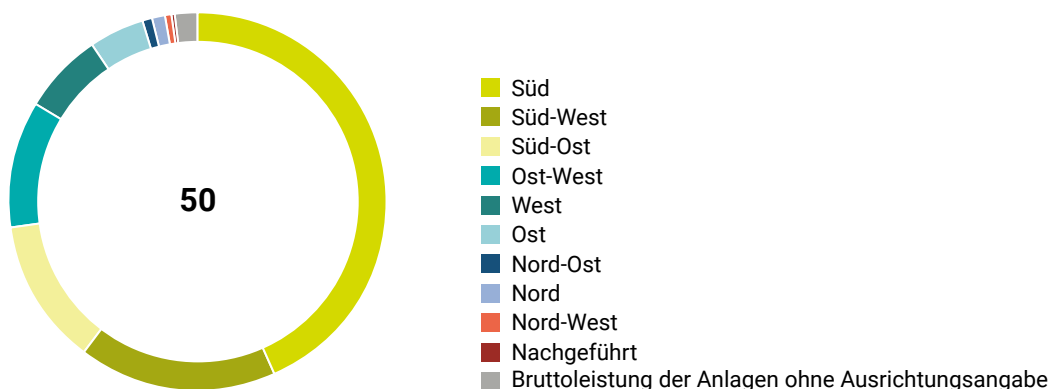 50
Süd
Süd-West
Süd-Ost
Ost-West
West
Ost
Nord-Ost
Nord
Nord-West
Nachgeführt
Bruttoleistung der Anlagen ohne Ausrichtungsangabe